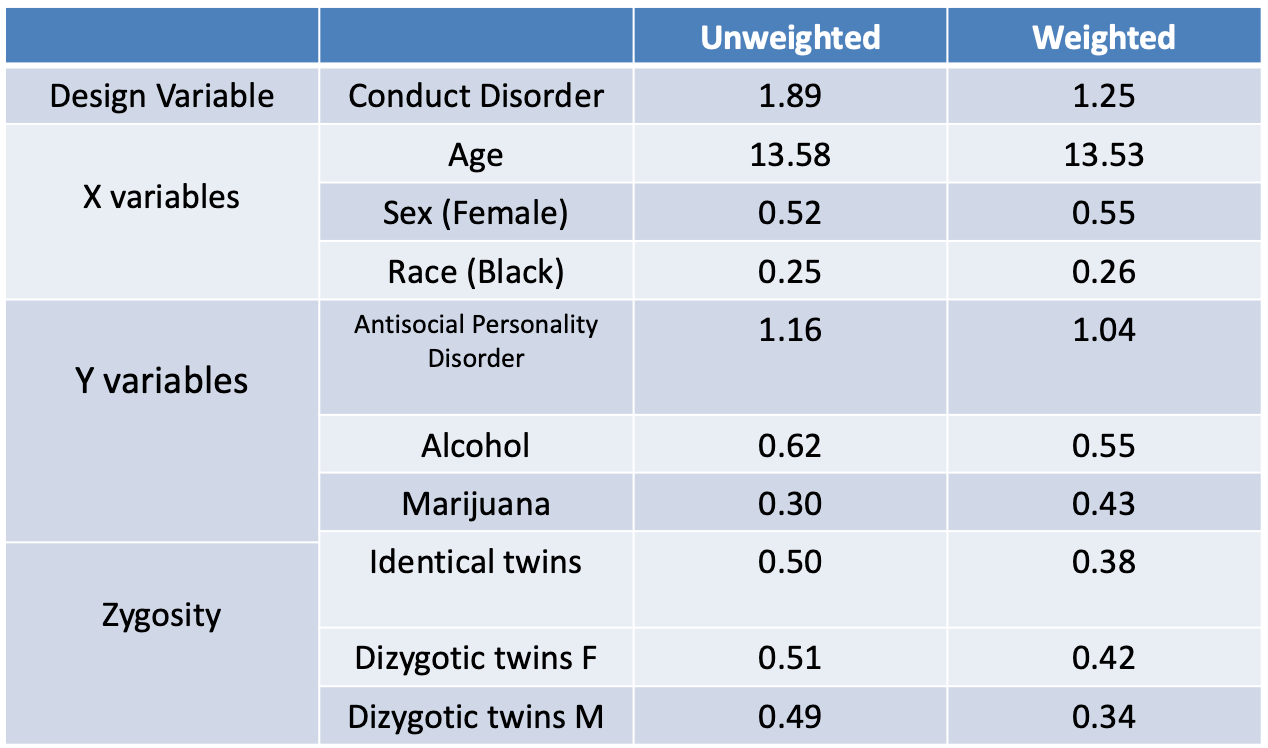 Unweighted Weighted
Design Variable Conduct Disorder 1.89 1.25
X variables
Age 13.58 13.53
Sex (Female) 0.52 0.55
Race (Black) 0.25 0.26
Y variables
Antisocial Personality
Disorder
1.16 1.04
Alcohol 0.62 0.55
Marijuana 0.30 0.43
Zygosity
Identical twins 0.50 0.38
Dizygotic twins F 0.51 0.42
Dizygotic twins M 0.49 0.34